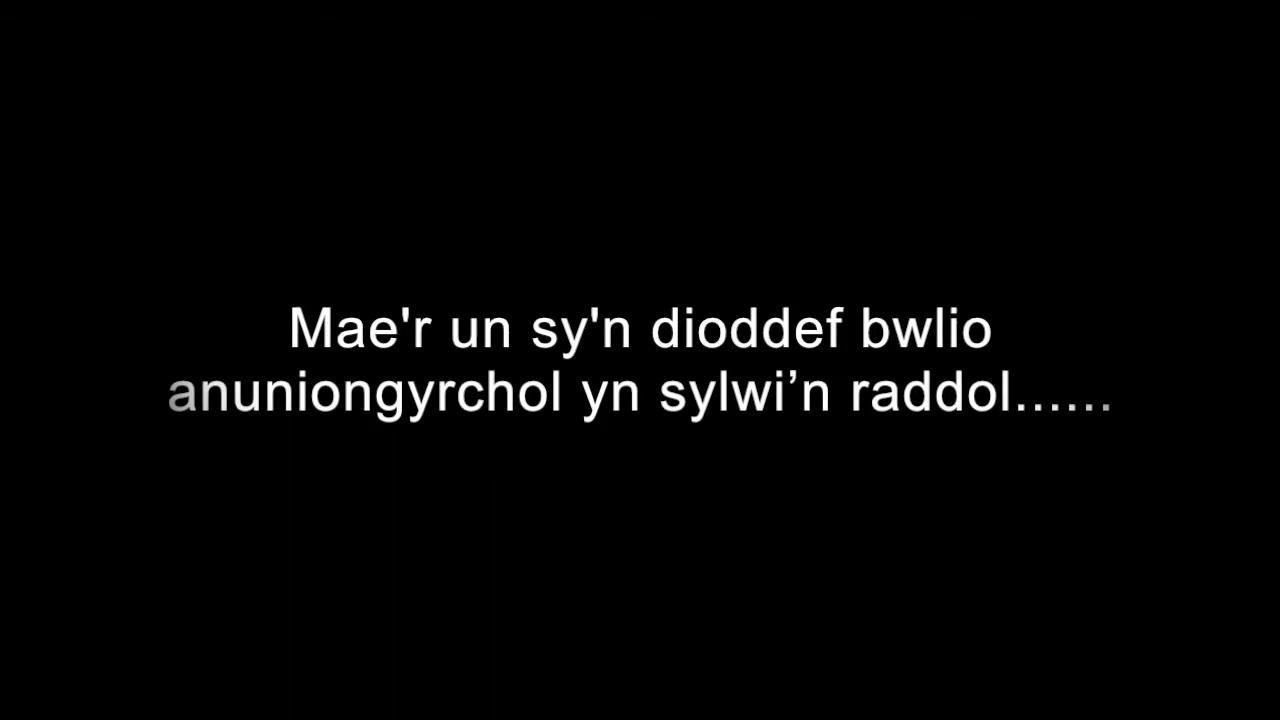 Mae'r un sy'n dioddef bwlio
anuniongyrchol yn sylwi’n raddol......